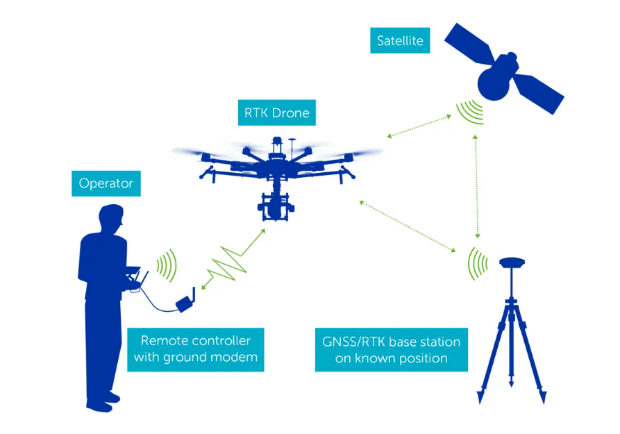 Satellite
RTK Drone
Operator
Remote controller
with ground modem
GNSS/RTK base station
on known position